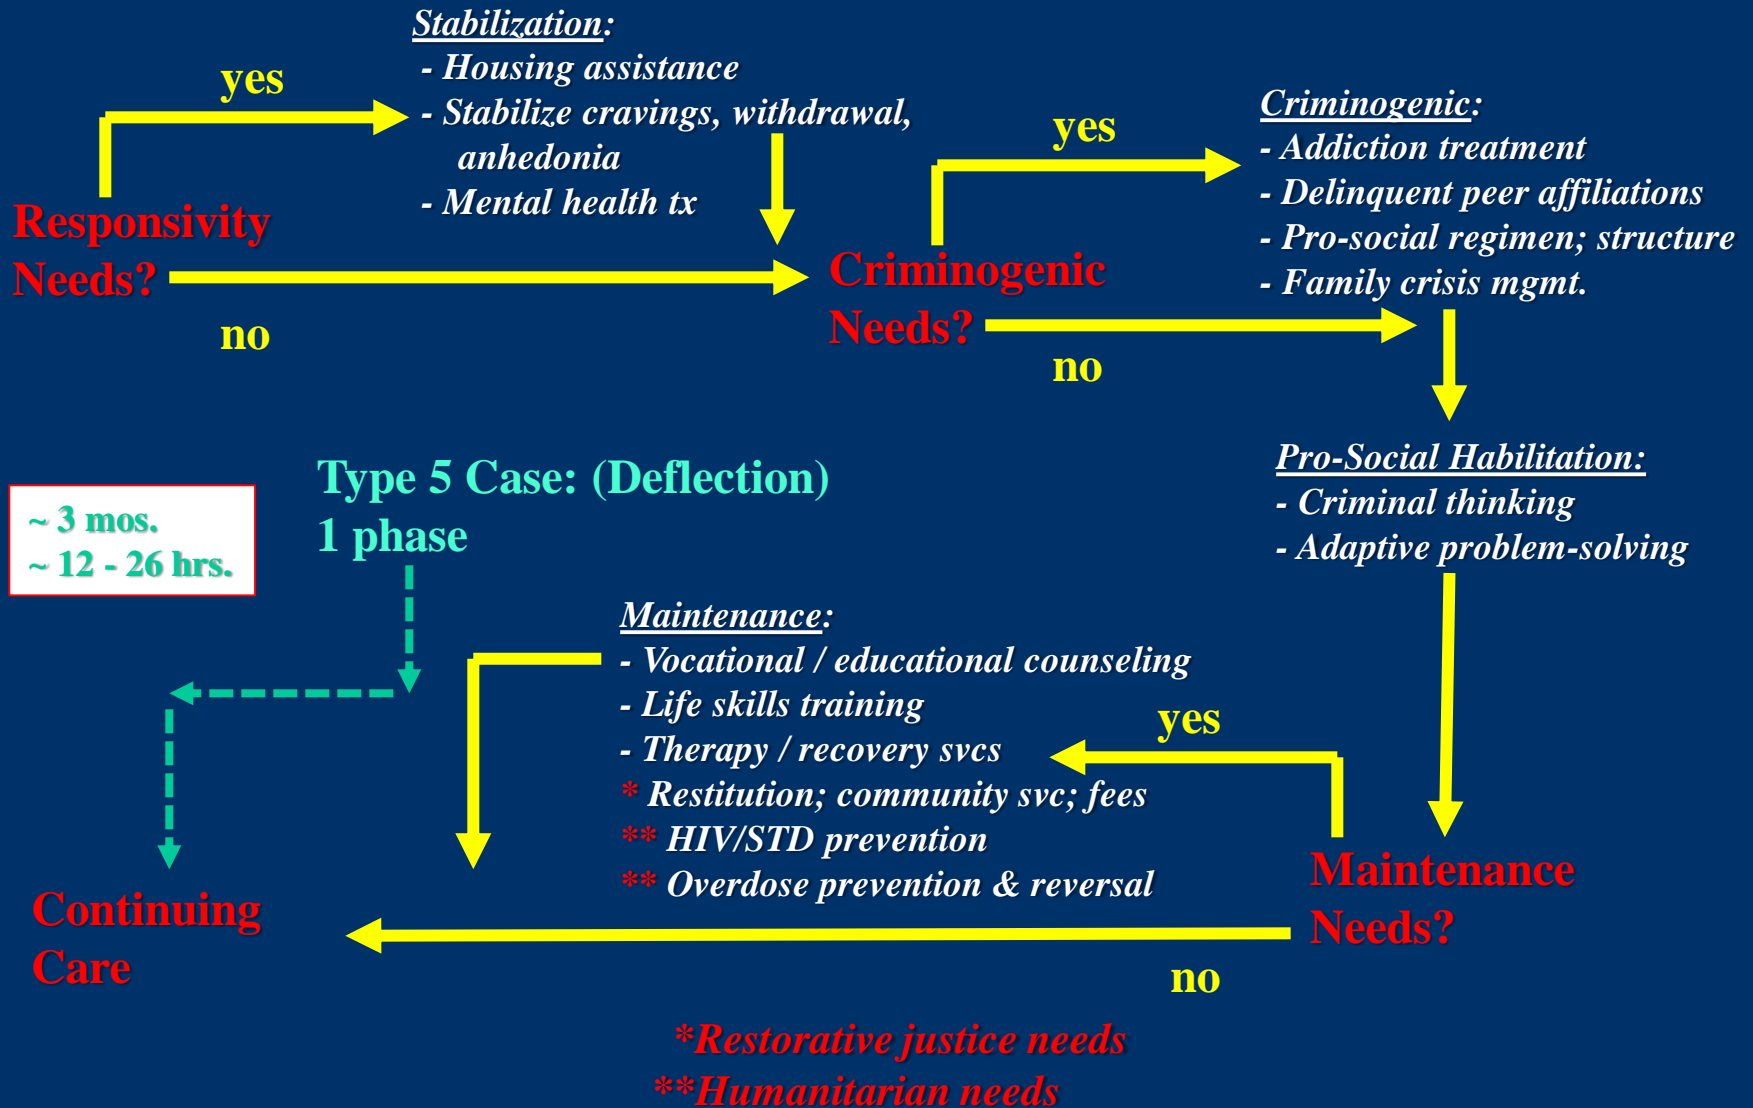 Stabilization:
- Housing assistance
- Stabilize cravings, withdrawal,
anhedonia
- Mental health tx
yes
Responsivity
Needs?
no
yes
Criminogenic
Needs?
no
Criminogenic:
- Addiction treatment
- Delinquent peer affiliations
- Pro-social regimen; structure
- Family crisis mgmt.
Pro-Social Habilitation:
- Criminal thinking
- Adaptive problem-solving
Type 5 Case: (Deflection)
1 phase
~ 3 mos.
~ 12 - 26 hrs.
Maintenance:
- Vocational / educational counseling
- Life skills training
- Therapy / recovery svcs
* Restitution; community svc; fees
** HIV/STD prevention
** Overdose prevention & reversal
yes
Maintenance
Needs?
no
Continuing
Care
*Restorative justice needs
**Humanitarian needs